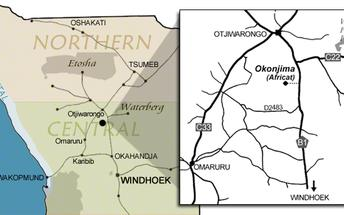 OSHAKATI
NORTHERN
Etosha
TSUMEB
Otjiwarongo
Waterberg
CENTRAL
Omaruru
Karibib
OKAHANDJA
WINDHOEK
OTJIWARONGO
C22
Okonjima
(Africat)
D2483
C33
B1
OMARURU
WINDHOEK